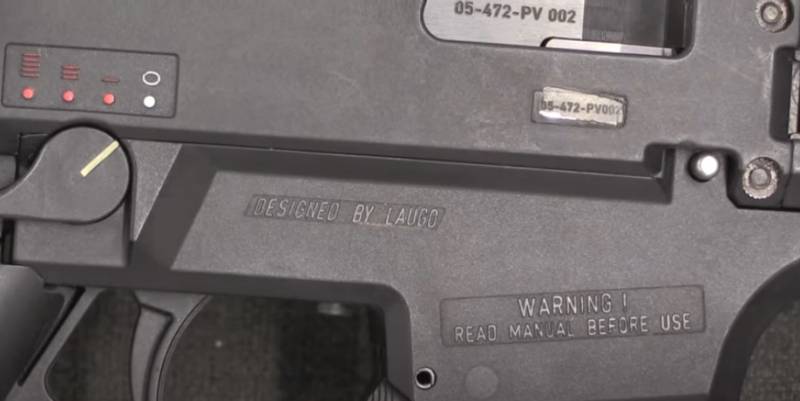 05-472-PV 002
05-472-PV002
DESIGNED BY LAUGO
WARNING !
READ MANUAL BEFORE USE